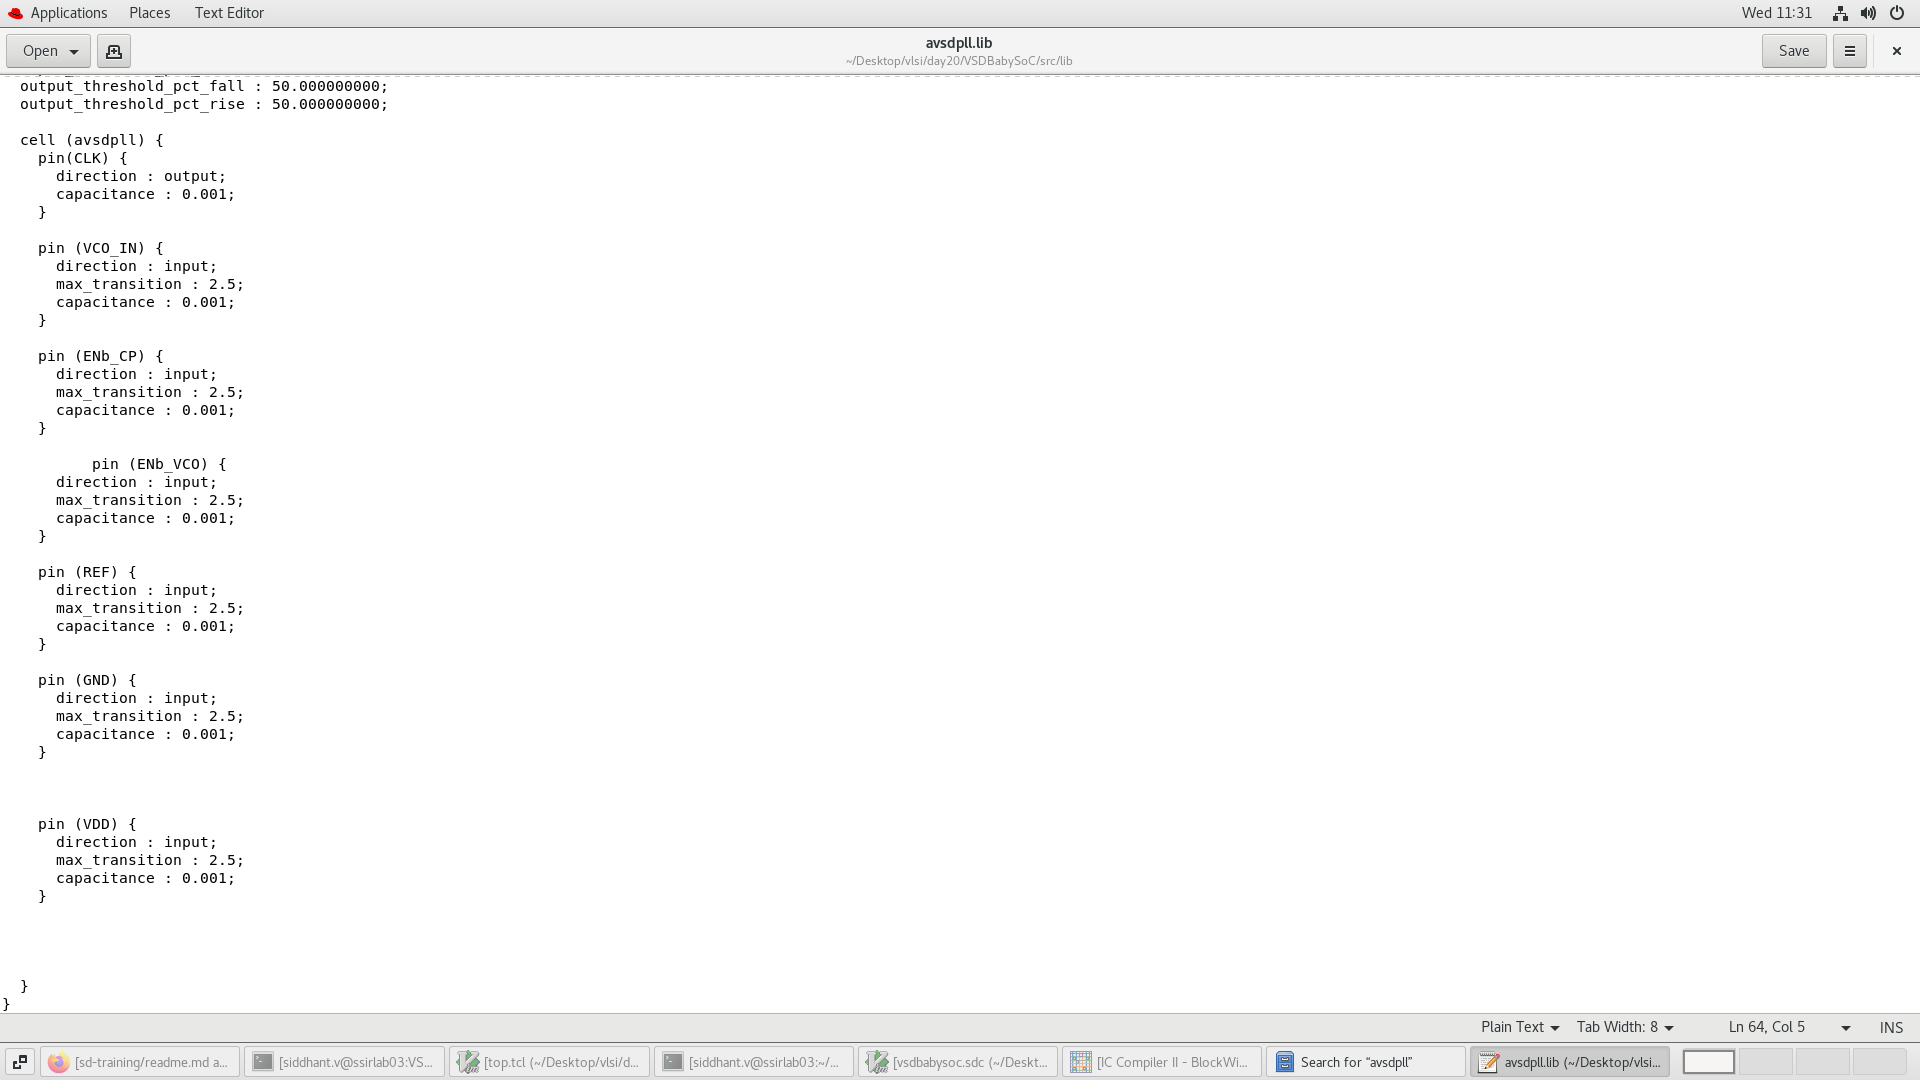 Applications Places Text Editor Wed 11:31
Open avsdpll.lib Save
~/Desktop/vlsi/day20/VSDBabySoC/src/lib
output_threshold_pct_fall : 50.000000000;
output_threshold_pct_rise : 50.000000000;
cell (avsdpll) {
pin(CLK) {
direction : output;
capacitance : 0.001;
}
pin (VCO_IN) {
direction : input;
max_transition : 2.5;
capacitance : 0.001;
}
pin (ENb_CP) {
direction : input;
max_transition : 2.5;
capacitance : 0.001;
}
pin (ENb_VCO) {
direction : input;
max_transition : 2.5;
capacitance : 0.001;
}
pin (REF) {
direction : input;
max_transition : 2.5;
capacitance : 0.001;
}
pin (GND) {
direction : input;
max_transition : 2.5;
capacitance : 0.001;
}
pin (VDD) {
direction : input;
max_transition : 2.5;
capacitance : 0.001;
}
}
}
Plain Text Tab Width: 8 Ln 64, Col 5 INS
[sd-training/readme.md a... [siddhant.v@ssirlab03:VS... [top.tcl (~/Desktop/vlsi/d... [siddhant.v@ssirlab03:~/... [vsdbabysoc.sdc (~/Deskt... [IC Compiler II - BlockWi... Search for “avsdpll” avsdpll.lib (~/Desktop/vlsi...